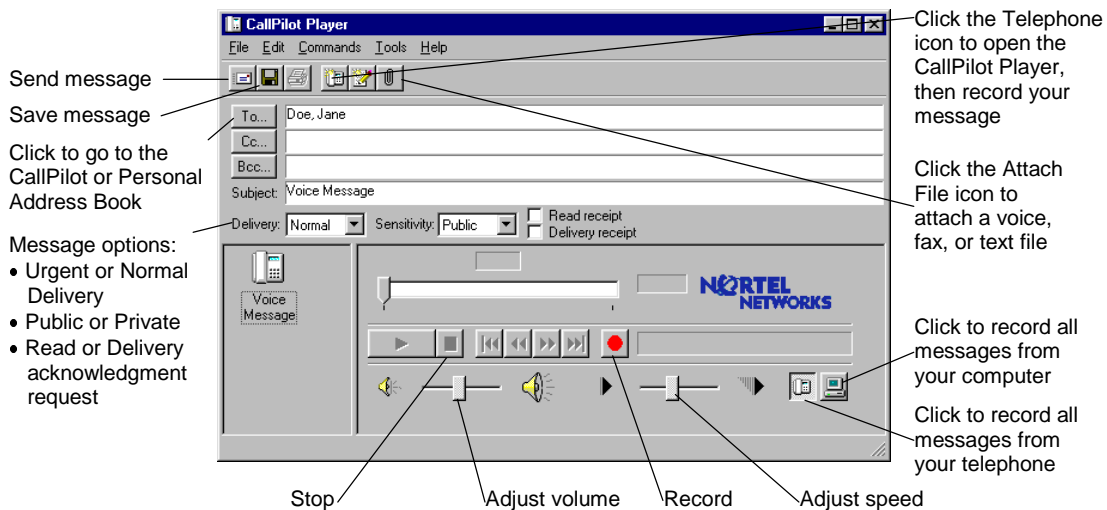 CallPilot Player
File Edit Commands Tools Help
To... Doe, Jane
Cc...
Bcc...
Subject: Voice Message
Delivery: Normal Sensitivity: Public Read receipt
Delivery receipt
Voice
Message
NORTEL
NETWORKS
Send message
Save message
Click to go to the
CallPilot or Personal
Address Book
Message options:
• Urgent or Normal
Delivery
• Public or Private
• Read or Delivery
acknowledgment
request
Click the Telephone
icon to open the
CallPilot Player,
then record your
message
Click the Attach
File icon to
attach a voice,
fax, or text file
Click to record all
messages from
your computer
Click to record all
messages from
your telephone
Stop Adjust volume Record Adjust speed